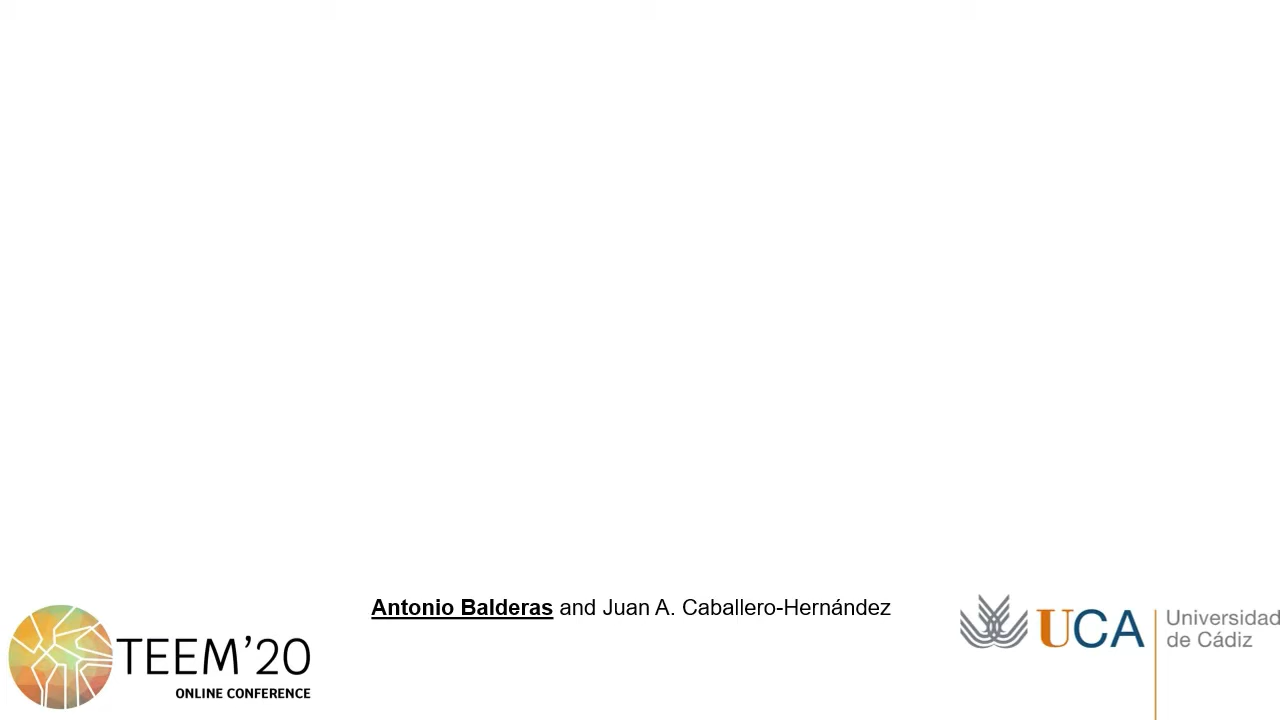 Antonio Balderas and Juan A. Caballero-Hernández
TEEM’20
ONLINE CONFERENCE
UCA
Universidad
de Cádiz